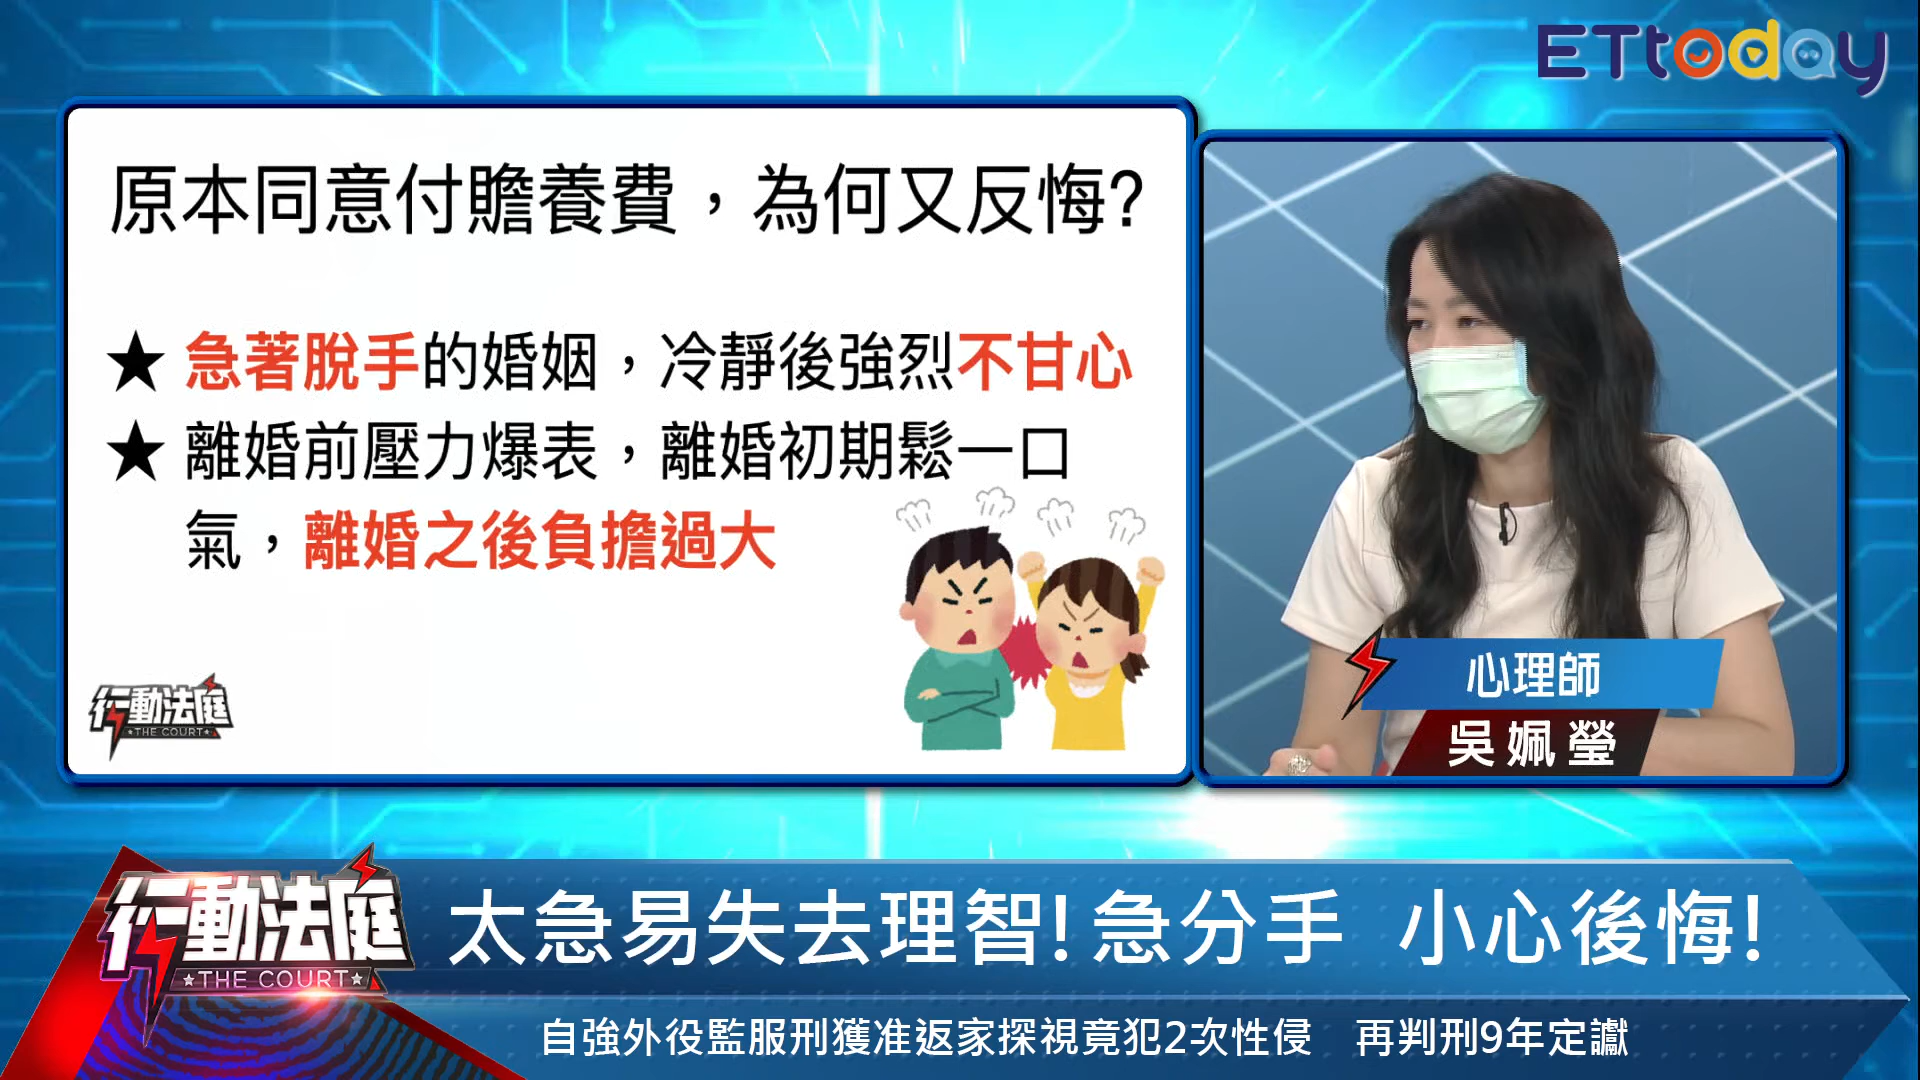 ETtoday
原本同意付贍養費，為何又反悔?
★ 急著脫手的婚姻，冷靜後強烈不甘心
★ 離婚前壓力爆表，離婚初期鬆一口
氣，離婚之後負擔過大
行動法庭
★THE COURT★
心理師
吳姵瑩
行動法庭
★THE COURT★
太急易失去理智!急分手 小心後悔!
自強外役監服刑獲准返家探視竟犯2次性侵 再判刑9年定讞